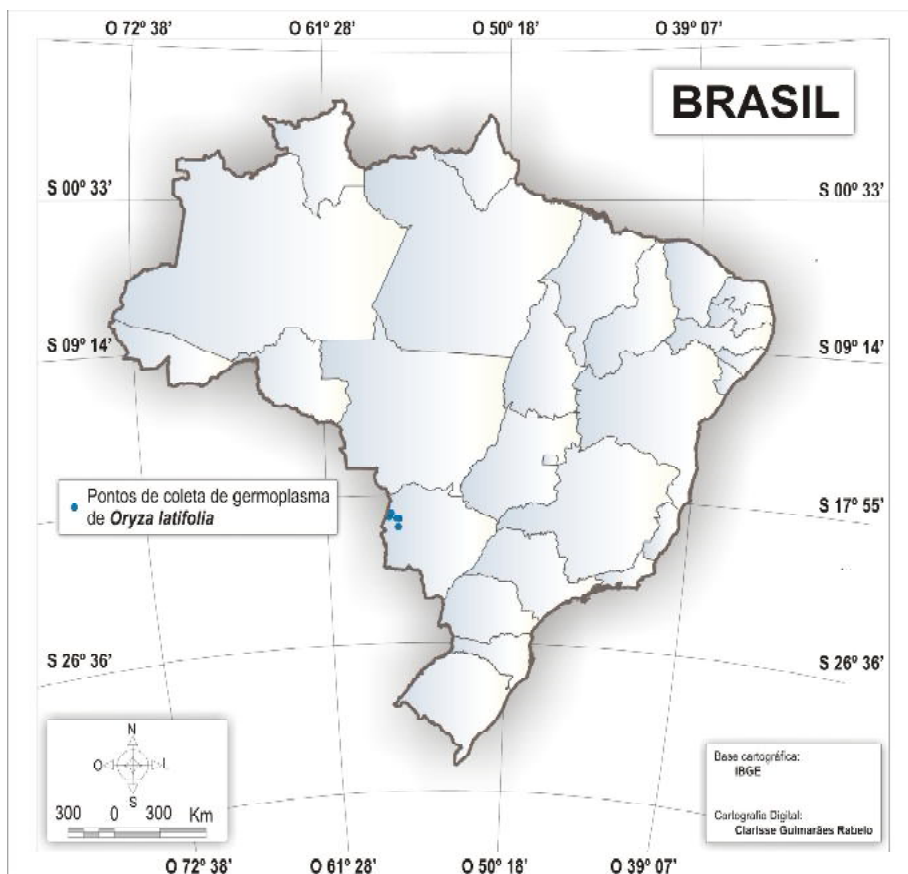 O 72º 38’ O 61º 28’ O 50º 18’ O 39º 07’
BRASIL
S 00º 33’ S 00º 33’
S 09º 14’ S 09º 14’
Pontos de coleta de germoplasma
de Oryza latifolia
S 17º 55’
S 26º 36’ S 26º 36’
N
O I
S
300 0 300 Km
Base cartográfica:
IBGE
Cartografia Digital:
Clarisse Guimarães Rabelo
O 72º 38’ O 61º 28’ O 50º 18’ O 39º 07’